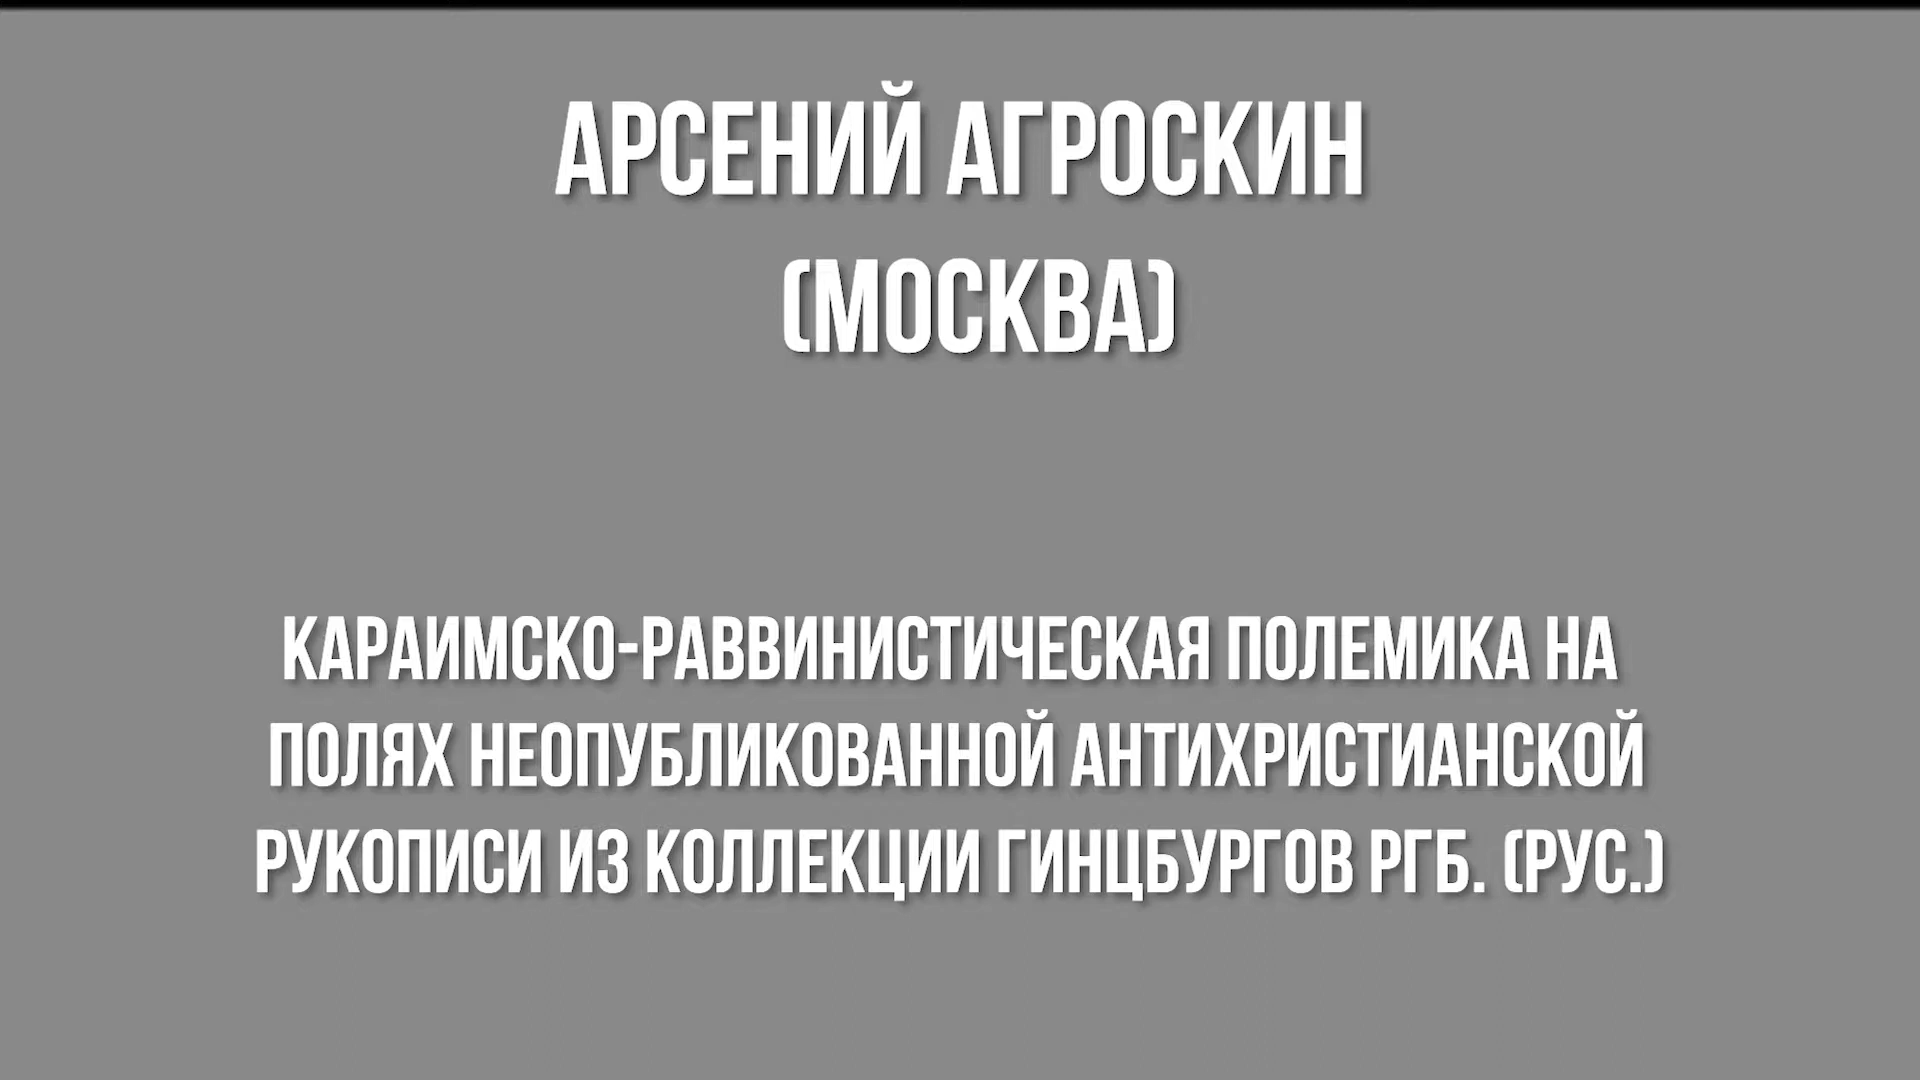 АРСЕНИЙ АГРОСКИН
(МОСКВА)
КАРАИМСКО-РАВВИНИСТИЧЕСКАЯ ПОЛЕМИКА НА
ПОЛЯХ НЕОПУБЛИКОВАННОЙ АНТИХРИСТИАНСКОЙ
РУКОПИСИ ИЗ КОЛЛЕКЦИИ ГИНЦБУРГОВ РГБ. (РУС.)